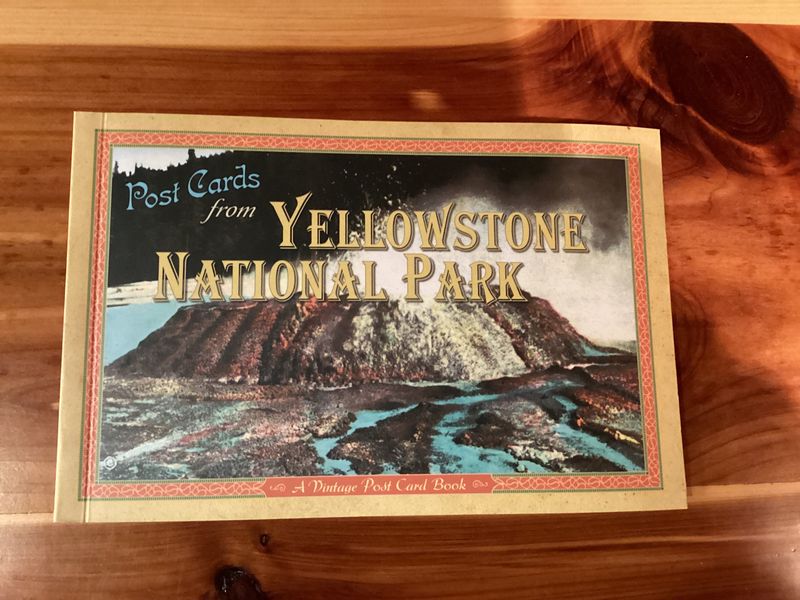 Post Cards
from YELLOWSTONE
NATIONAL PARK
A Vintage Post Card Book